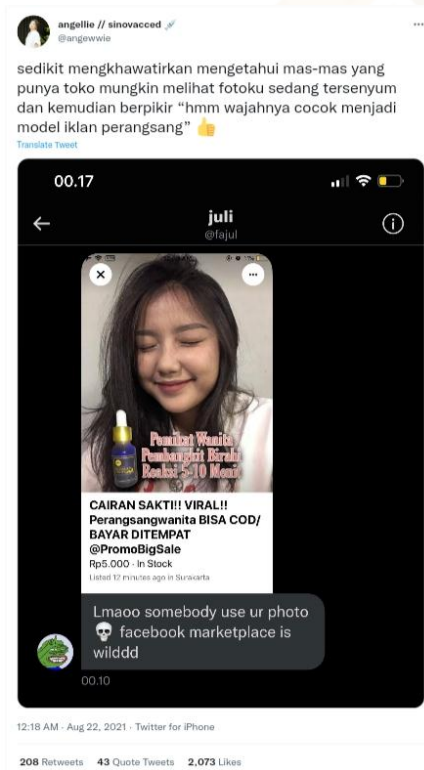 angellie // sinovacced
@angewwie
sedikit mengkhawatirkan mengetahui mas-mas yang
punya toko mungkin melihat fotoku sedang tersenyum
dan kemudian berpikir “hmm wajahnya cocok menjadi
model iklan perangsang” 👍
Translate Tweet
00.17
juli
@fajul
Pemikat Wanita
Pembangkit Birahi
Reaksi 5-10 Menit
CAIRAN SAKTI!! VIRAL!!
Perangsangwanita BISA COD/
BAYAR DITEMPAT
@PromoBigSale
Rp5.000 · In Stock
Listed 12 minutes ago in Surakarta
Lmaoo somebody use ur photo
💀 facebook marketplace is
wilddd
00.10
12:18 AM · Aug 22, 2021 · Twitter for iPhone
208 Retweets 43 Quote Tweets 2,073 Likes